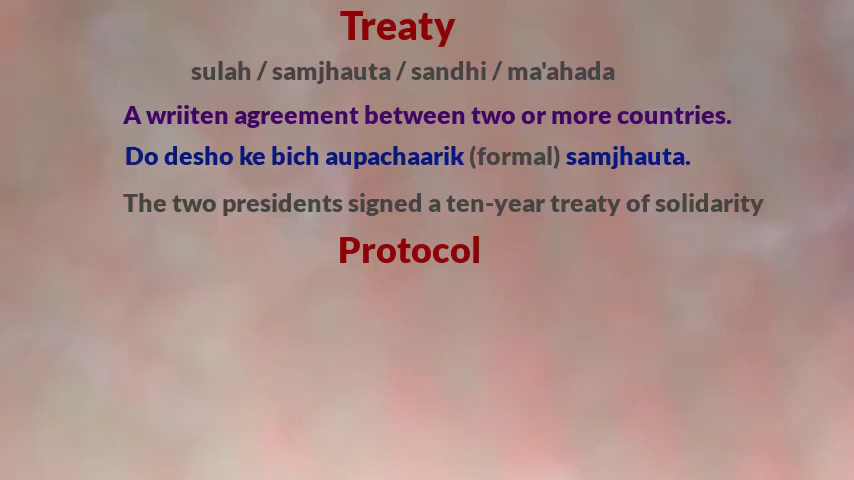 Treaty
sulah / samjhauta / sandhi / ma'ahada
A wriiten agreement between two or more countries.
Do desho ke bich aupachaarik (formal) samjhauta.
The two presidents signed a ten-year treaty of solidarity
Protocol